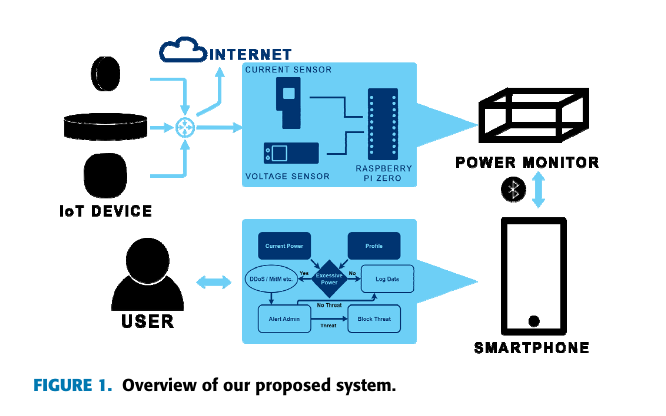 INTERNET
CURRENT SENSOR
VOLTAGE SENSOR
RASPBERRY
PI ZERO
POWER MONITOR
IoT DEVICE
Current Power
Profile
DDoS / MitM etc.
Yes
Excessive
Power
No
Log Data
No Thrust
Alert Admin
Threat
Block Threat
USER
SMARTPHONE
FIGURE 1. Overview of our proposed system.